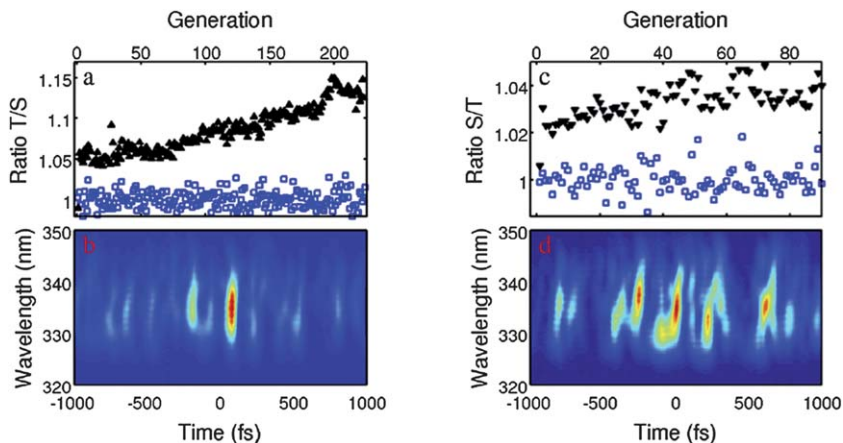 Generation
Generation
0 50 100 150 200
0 20 40 60 80
a
c
1.15
1.10
1.05
1
Ratio T/S
1.04
1.02
1
Ratio S/T
b
d
350
340
330
320
Wavelength (nm)
350
340
330
320
Wavelength (nm)
-1000 -500 0 500 1000
-1000 -500 0 500 1000
Time (fs)
Time (fs)